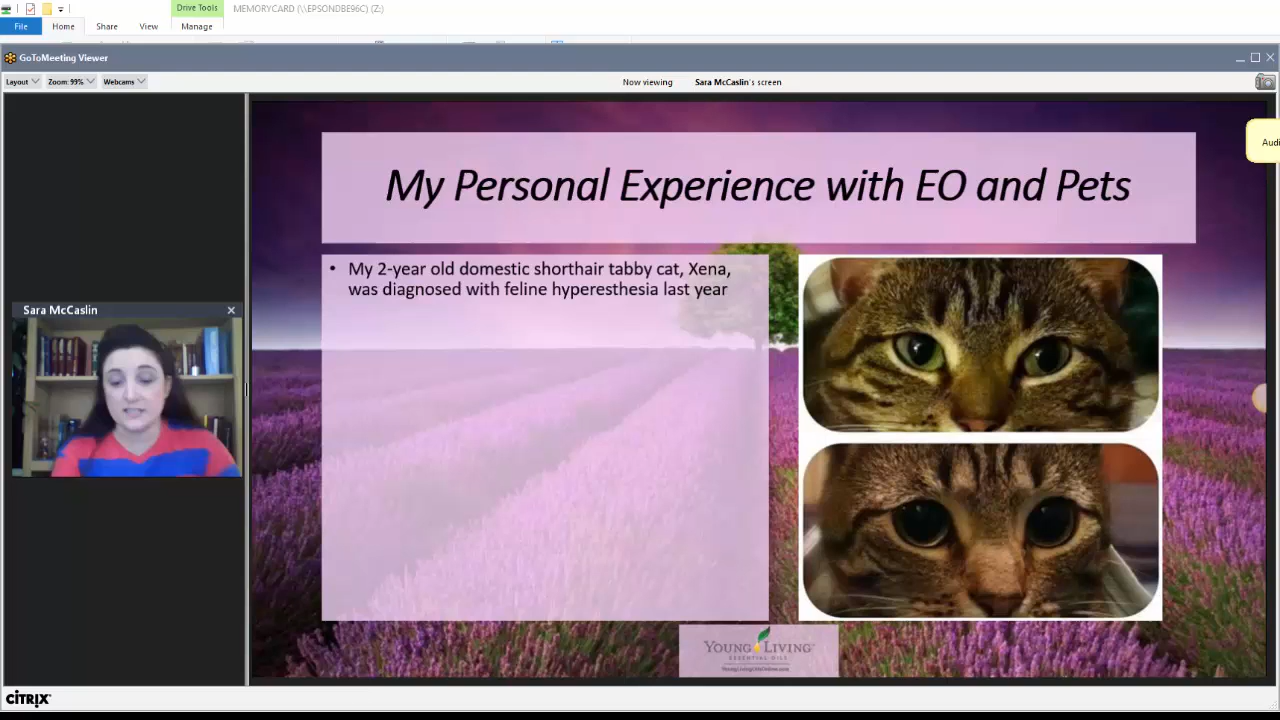 Drive Tools
MEMORYCARD (\\EPSONDBE96C) (Z:)
File
Home
Share
View
Manage
GoToMeeting Viewer
Layout
Zoom: 99%
Webcams
Now viewing
Sara McCaslin's screen
Audi
My Personal Experience with EO and Pets
• My 2-year old domestic shorthair tabby cat, Xena,
was diagnosed with feline hyperesthesia last year
Sara McCaslin
YOUNG LIVING
ESSENTIAL OILS
CITRIX